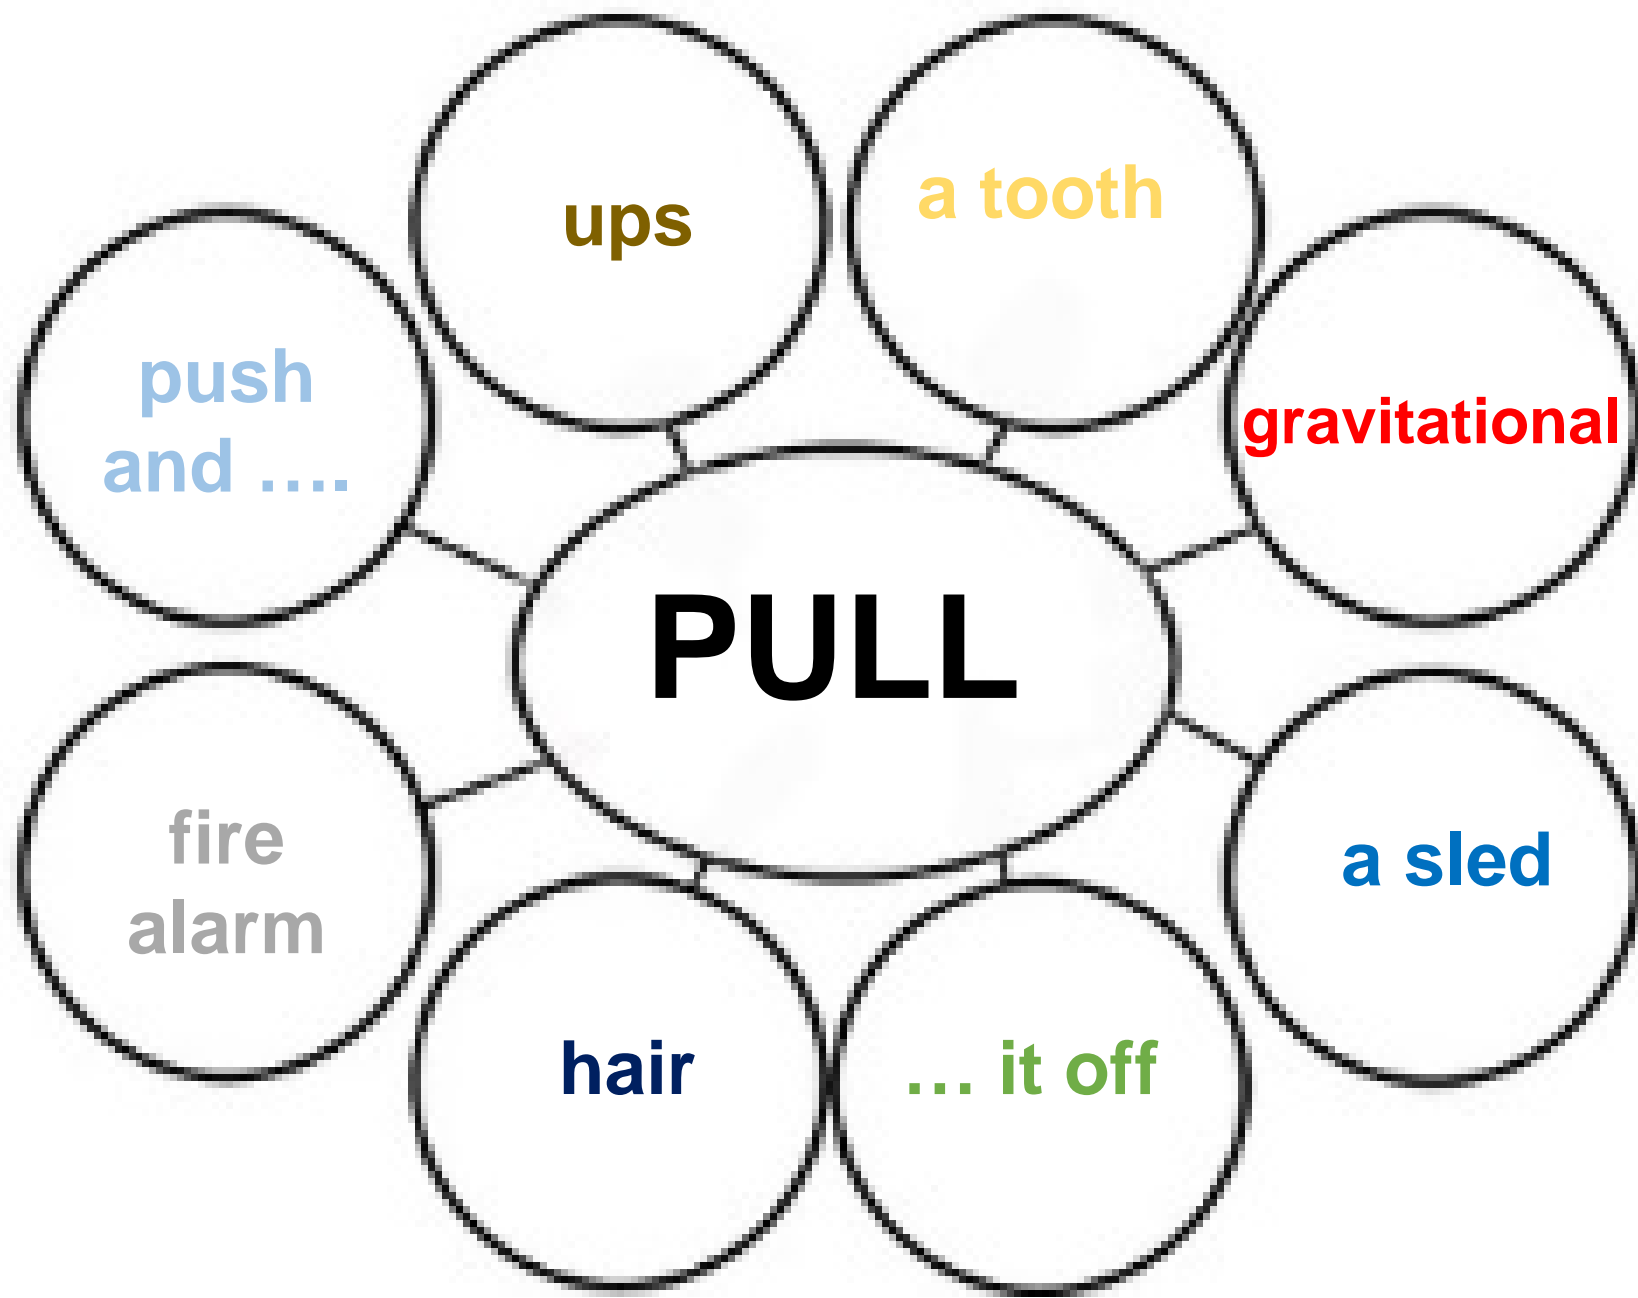 ups
a tooth
push
and ….
gravitational
PULL
fire
alarm
a sled
hair
… it off